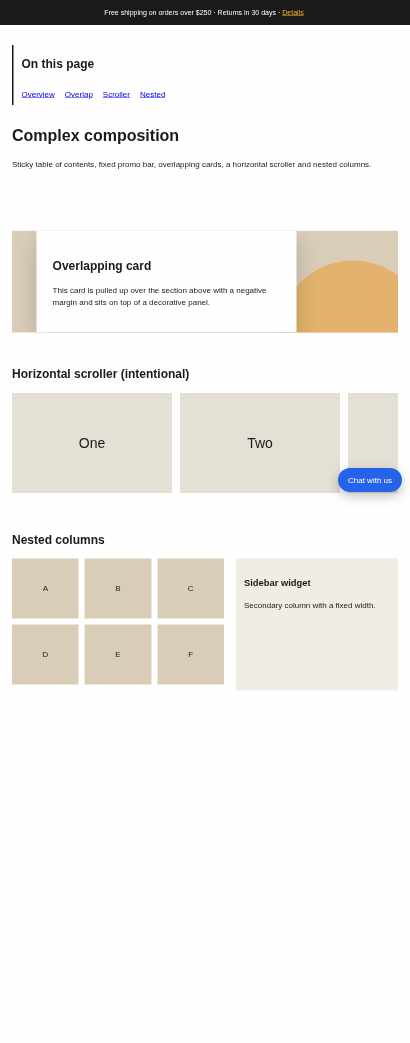 Free shipping on orders over $250 · Returns in 30 days · Details
On this page
Overview Overlap Scroller Nested
Complex composition
Sticky table of contents, fixed promo bar, overlapping cards, a horizontal scroller and nested columns.
Overlapping card
This card is pulled up over the section above with a negative
margin and sits on top of a decorative panel.
Horizontal scroller (intentional)
One Two
Chat with us
Nested columns
A B C
D E F
Sidebar widget
Secondary column with a fixed width.